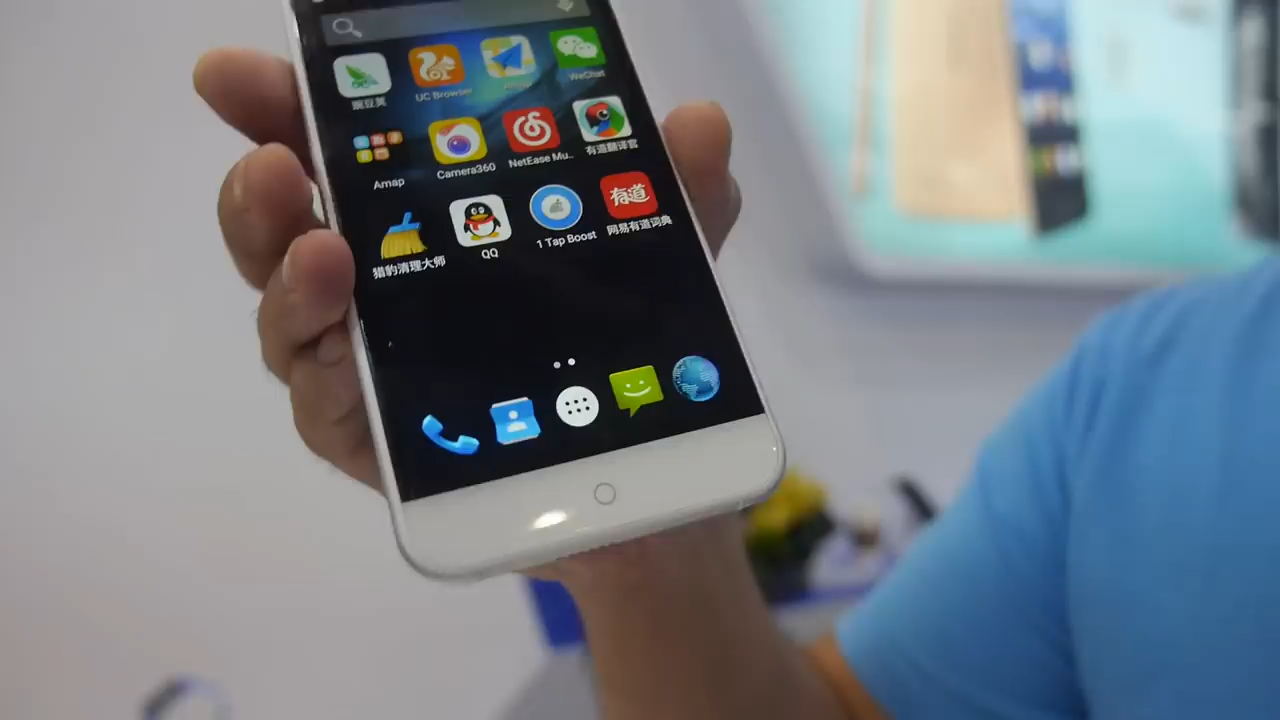 豌豆荚
UC Browser
WeChat
Amap
Camera360
NetEase Mu..
有道翻译官
猎豹清理大师
QQ
1 Tap Boost
有道
网易有道词典